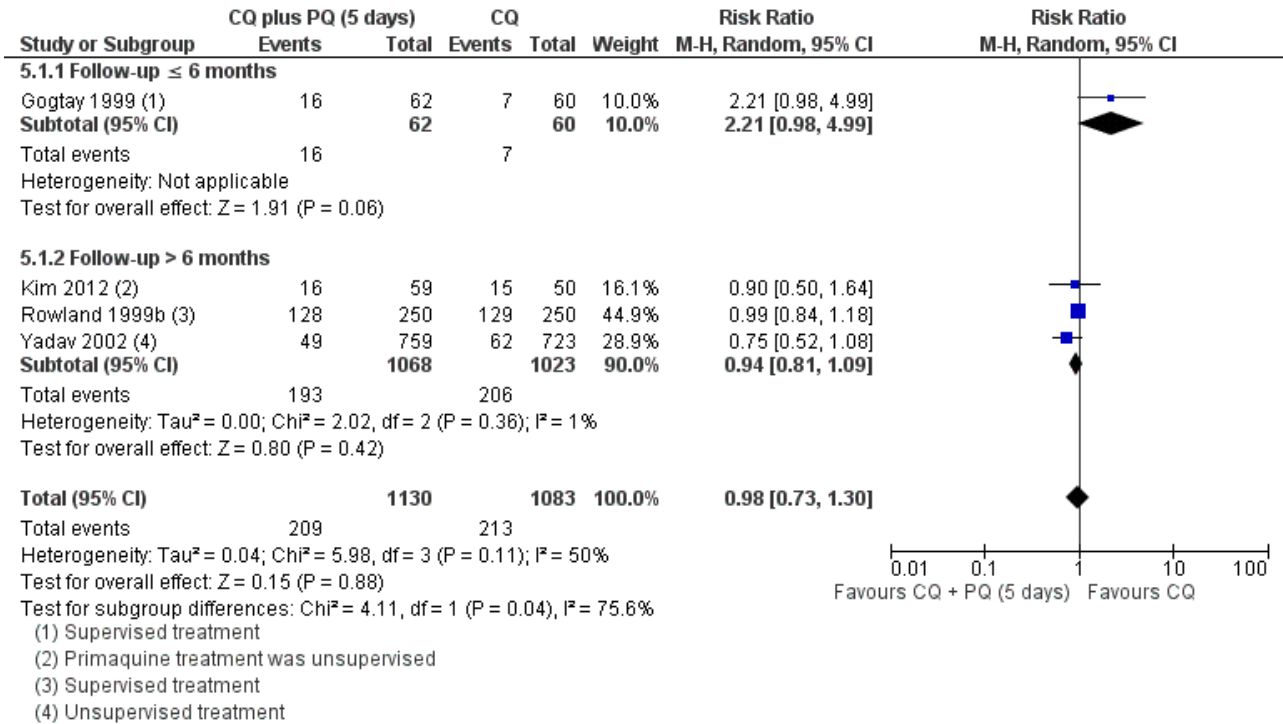 CQ plus PQ (5 days) CQ Risk Ratio Risk Ratio
Study or Subgroup Events Total Events Total Weight M-H, Random, 95% CI M-H, Random, 95% CI
5.1.1 Follow-up ≤ 6 months
Gogtay 1999 (1) 16 62 7 60 10.0% 2.21 [0.98, 4.99]
Subtotal (95% CI) 62 60 10.0% 2.21 [0.98, 4.99]
Total events 16 7
Heterogeneity: Not applicable
Test for overall effect: Z = 1.91 (P = 0.06)
5.1.2 Follow-up > 6 months
Kim 2012 (2) 16 59 15 50 16.1% 0.90 [0.50, 1.64]
Rowland 1999b (3) 128 250 129 250 44.9% 0.99 [0.84, 1.18]
Yadav 2002 (4) 49 759 62 723 28.9% 0.75 [0.52, 1.08]
Subtotal (95% CI) 1068 1023 90.0% 0.94 [0.81, 1.09]
Total events 193 206
Heterogeneity: Tau² = 0.00; Chi² = 2.02, df = 2 (P = 0.36); I² = 1%
Test for overall effect: Z = 0.80 (P = 0.42)
Total (95% CI) 1130 1083 100.0% 0.98 [0.73, 1.30]
Total events 209 213
Heterogeneity: Tau² = 0.04; Chi² = 5.98, df = 3 (P = 0.11); I² = 50%
Test for overall effect: Z = 0.15 (P = 0.88)
Test for subgroup differences: Chi² = 4.11, df = 1 (P = 0.04), I² = 75.6%
0.01 0.1 1 10 100
Favours CQ + PQ (5 days) Favours CQ
(1) Supervised treatment
(2) Primaquine treatment was unsupervised
(3) Supervised treatment
(4) Unsupervised treatment